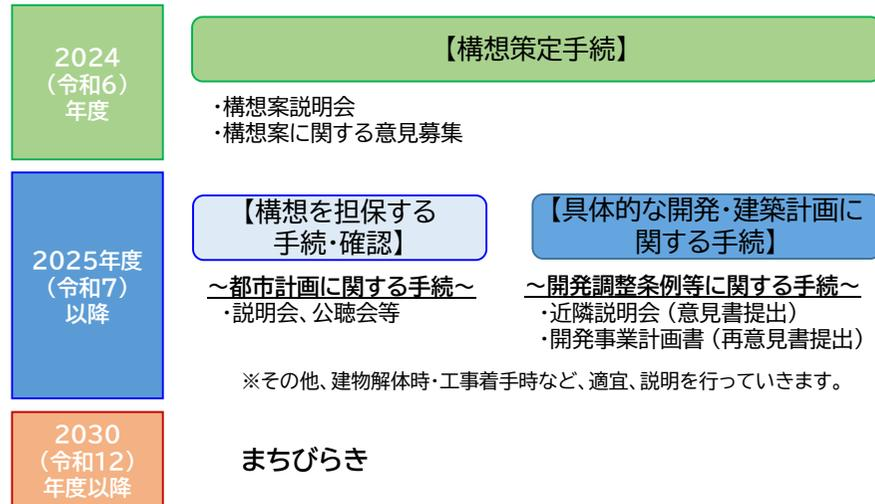 2024
（令和6）
年度
【構想策定手続】
・構想案説明会
・構想案に関する意見募集
2025年度
（令和7）
以降
【構想を担保する
手続・確認】
～都市計画に関する手続～
・説明会、公聴会等
【具体的な開発・建築計画に
関する手続】
～開発調整条例等に関する手続～
・近隣説明会（意見書提出）
・開発事業計画書（再意見書提出）
※その他、建物解体時・工事着手時など、適宜、説明を行っていきます。
2030
（令和12）
年度以降
まちびらき